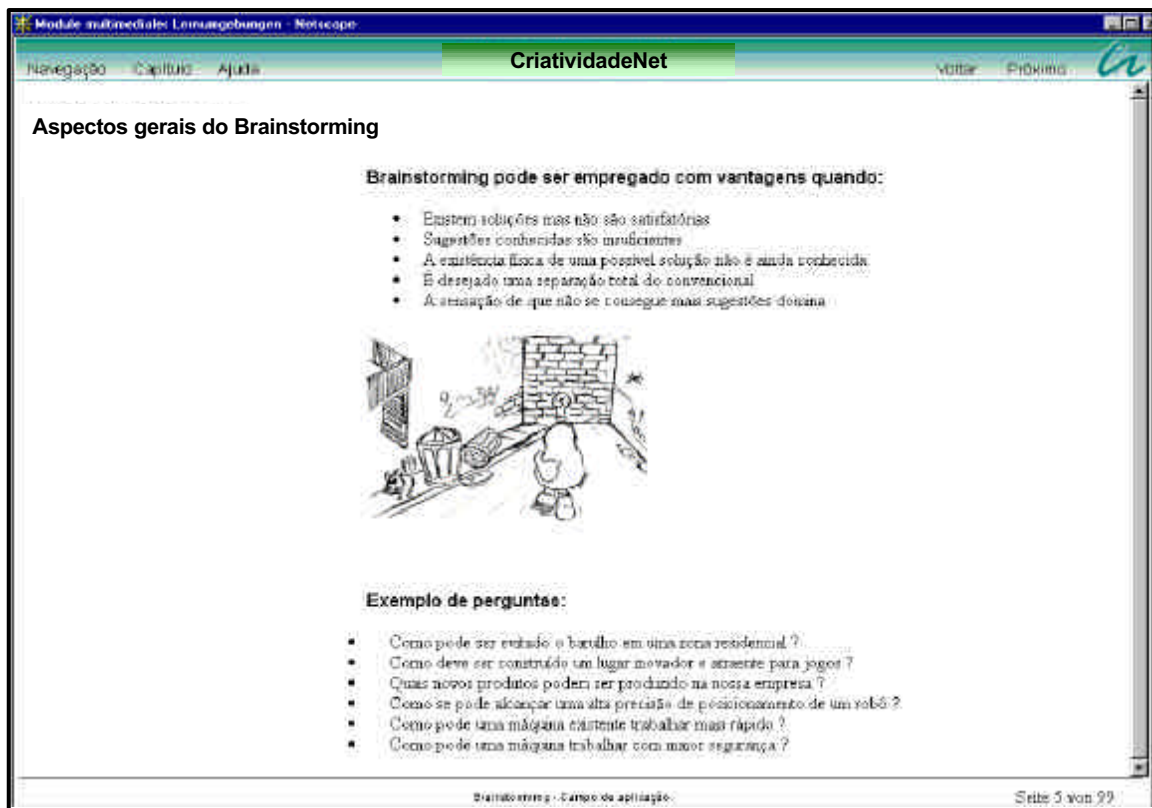 Module multimediale: Lernumgebungen - Netscape
CriatividadeNet
Navegação Capítulo Ajuda
Voltar Próximo
Aspectos gerais do Brainstorming
Brainstorming pode ser empregado com vantagens quando:
• Existem soluções mas não são satisfatórias
• Sugestões conhecidas são insuficientes
• A existência física de uma possível solução não é ainda conhecida
• É desejado uma separação total do convencional
• A sensação de que não se consegue mais sugestões domina
Exemplo de perguntas:
• Como pode ser evitado o barulho em uma zona residencial ?
• Como deve ser construído um lugar inovador e atraente para jogos ?
• Quais novos produtos podem ser produzido na nossa empresa ?
• Como se pode alcançar uma alta precisão de posicionamento de um robô ?
• Como pode uma máquina existente trabalhar mais rápido ?
• Como pode uma máquina trabalhar com maior segurança ?
Brainstorming - Campo de aplicação
Seite 5 von 99